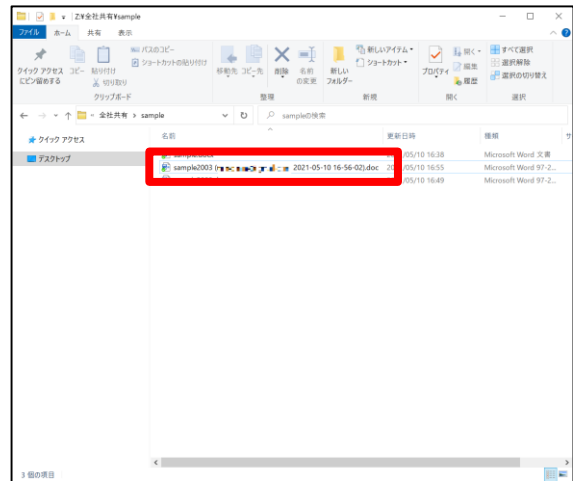 Z:¥全社共有¥sample
ファイル ホーム 共有 表示
クイック アクセス
にピン留めする
コピー
貼り付け
パスのコピー
ショートカットの貼り付け
切り取り
移動先 コピー先 削除 名前
の変更
新しい
フォルダー
新しいアイテム
ショートカット
プロパティ
開く
編集
履歴
すべて選択
選択解除
選択の切り替え
クリップボード 整理 新規 開く 選択
全社共有 › sample
sampleの検索
クイック アクセス
デスクトップ
名前 更新日時 種類 サ
/05/10 16:38 Microsoft Word 文書
sample2003 ( 2021-05-10 16-56-02).doc 20 /05/10 16:55 Microsoft Word 97-2...
/05/10 16:49 Microsoft Word 97-2...
3 個の項目